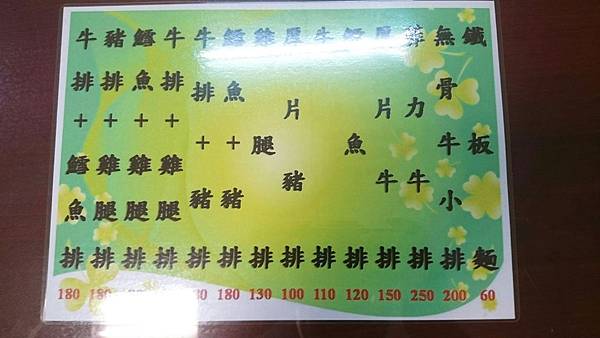 鐵板麵 60
無骨牛小排 200
菲力牛排 250
厚片牛排 150
鱈魚排 120
牛排 110
厚片豬排 100
雞腿排 130
鱈魚+豬排 180
牛排+豬排
牛排+雞腿排
鱈魚+雞腿排
豬排+雞腿排 180
牛排+鱈魚排 180